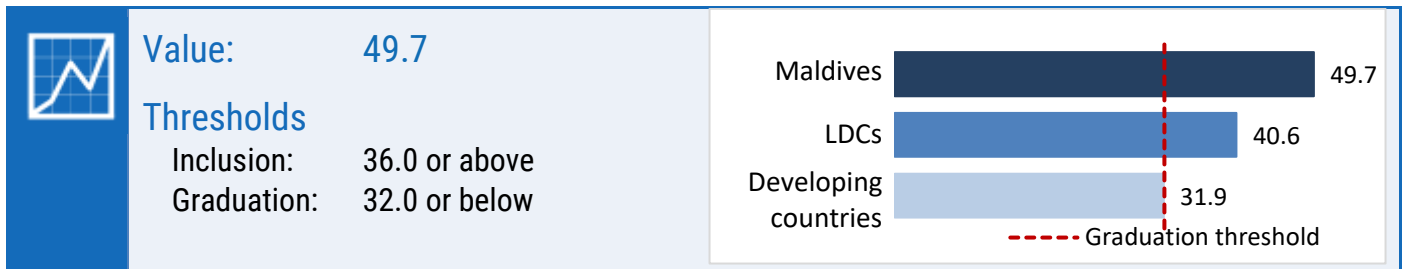 Value: 49.7
Thresholds
Inclusion: 36.0 or above
Graduation: 32.0 or below
Maldives 49.7
LDCs 40.6
Developing
countries 31.9
Graduation threshold